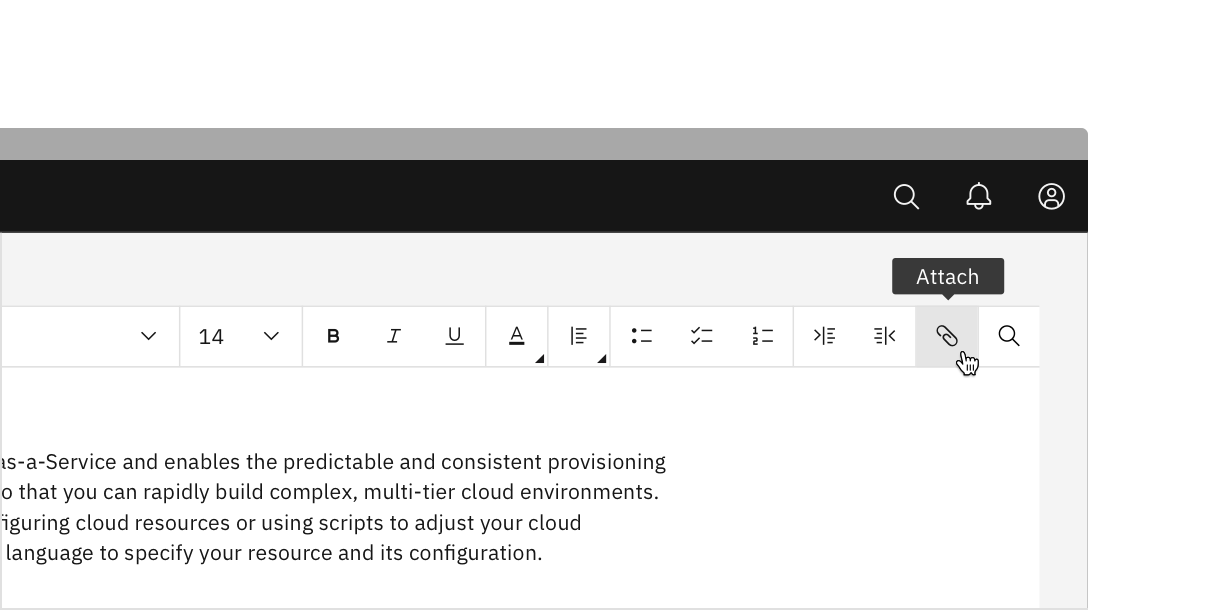 Attach
14
B I U A
as-a-Service and enables the predictable and consistent provisioning
o that you can rapidly build complex, multi-tier cloud environments.
figuring cloud resources or using scripts to adjust your cloud
language to specify your resource and its configuration.